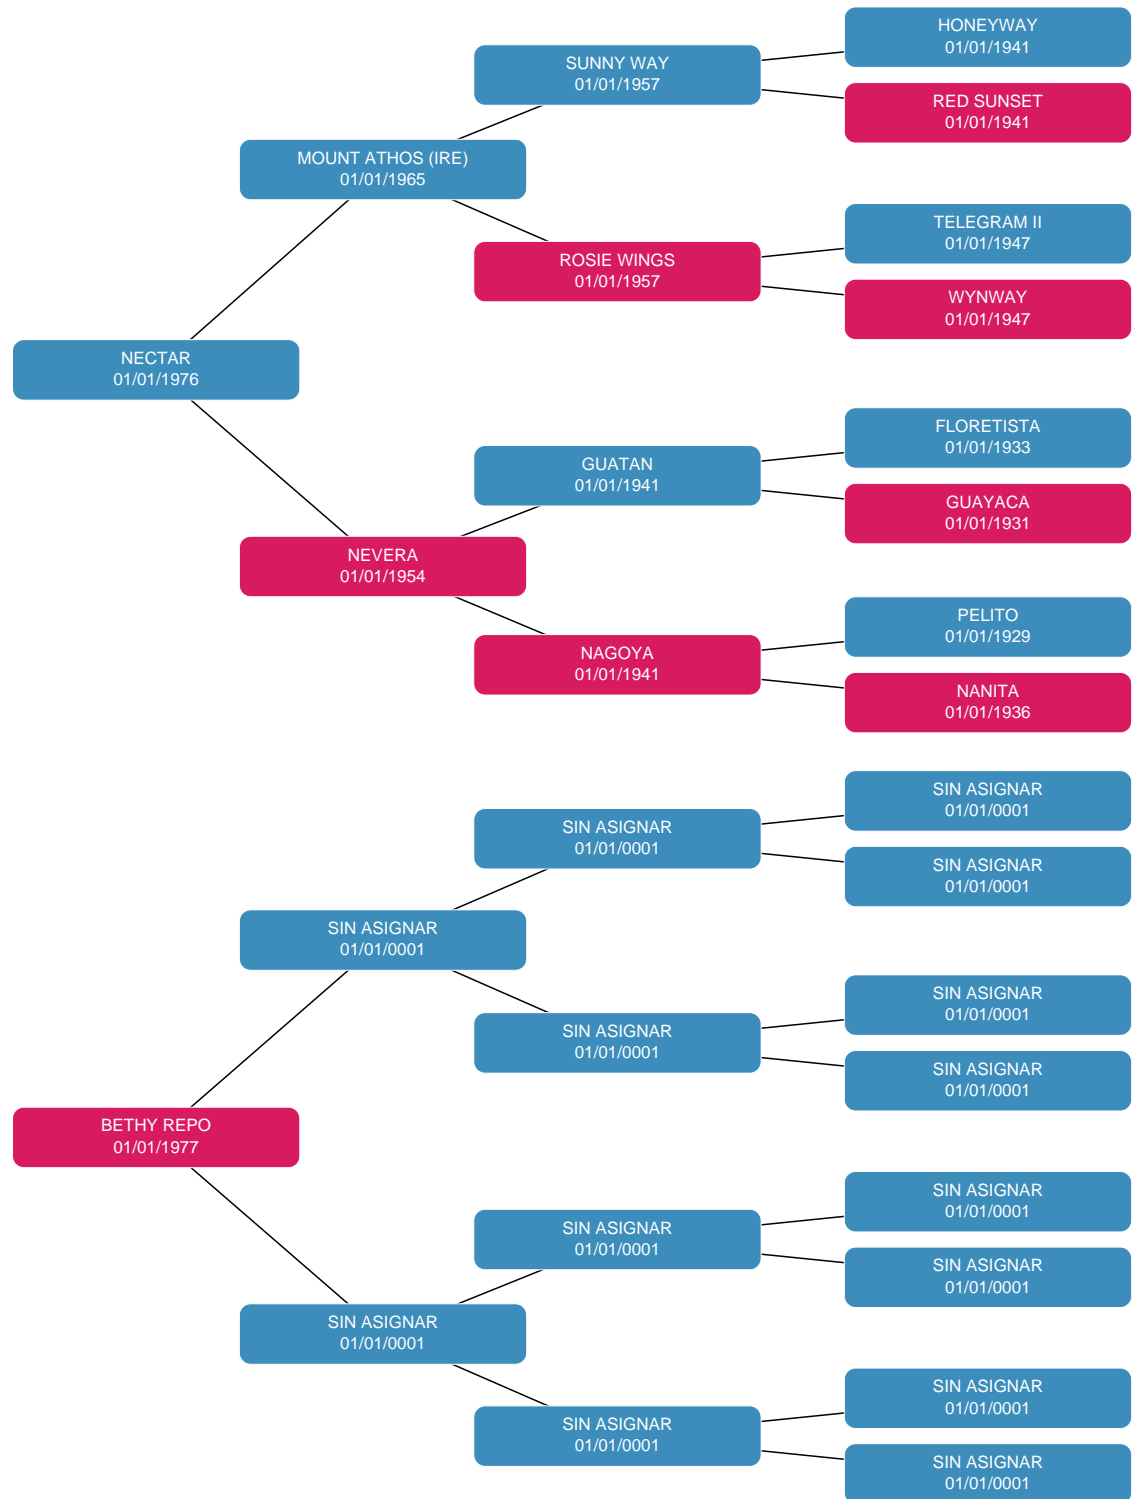 HONEYWAY
01/01/1941
SUNNY WAY
01/01/1957
RED SUNSET
01/01/1941
MOUNT ATHOS (IRE)
01/01/1965
TELEGRAM II
01/01/1947
ROSIE WINGS
01/01/1957
WYNWAY
01/01/1947
NECTAR
01/01/1976
FLORETISTA
01/01/1933
GUATAN
01/01/1941
GUAYACA
01/01/1931
NEVERA
01/01/1954
PELITO
01/01/1929
NAGOYA
01/01/1941
NANITA
01/01/1936
SIN ASIGNAR
01/01/0001
SIN ASIGNAR
01/01/0001
SIN ASIGNAR
01/01/0001
SIN ASIGNAR
01/01/0001
SIN ASIGNAR
01/01/0001
SIN ASIGNAR
01/01/0001
SIN ASIGNAR
01/01/0001
BETHY REPO
01/01/1977
SIN ASIGNAR
01/01/0001
SIN ASIGNAR
01/01/0001
SIN ASIGNAR
01/01/0001
SIN ASIGNAR
01/01/0001
SIN ASIGNAR
01/01/0001
SIN ASIGNAR
01/01/0001
SIN ASIGNAR
01/01/0001